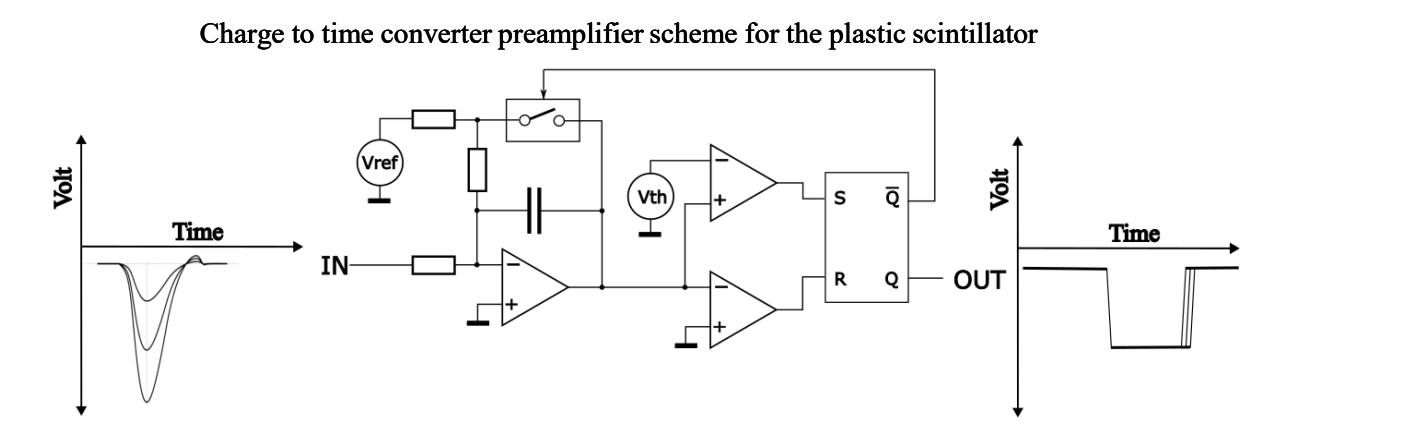 Charge to time converter preamplifier scheme for the plastic scintillator
Volt
Time
IN
Vref
−
+
Vth
−
+
−
+
S
Q̅
R
Q
OUT
Volt
Time